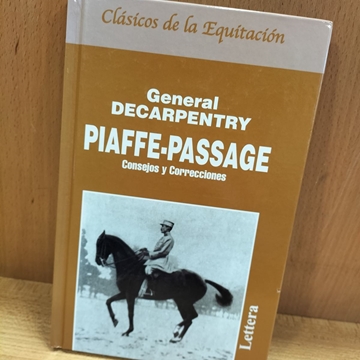 Clásicos de la Equitación
General
DECARPENTRY
PIAFFE-PASSAGE
Consejos y Correcciones
Lettera